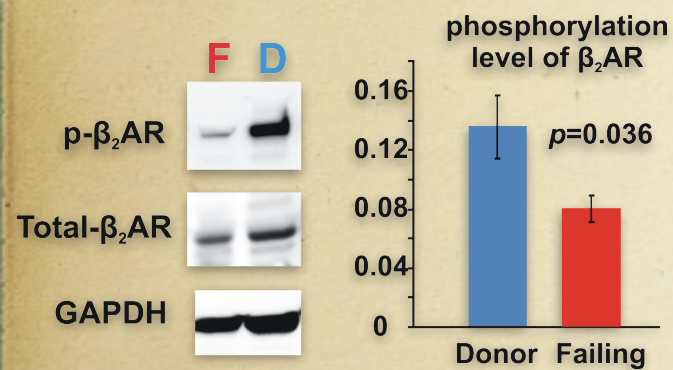 F D
p-β₂AR
Total-β₂AR
GAPDH
phosphorylation
level of β₂AR
0.16
0.12
0.08
0.04
0
p=0.036
Donor Failing